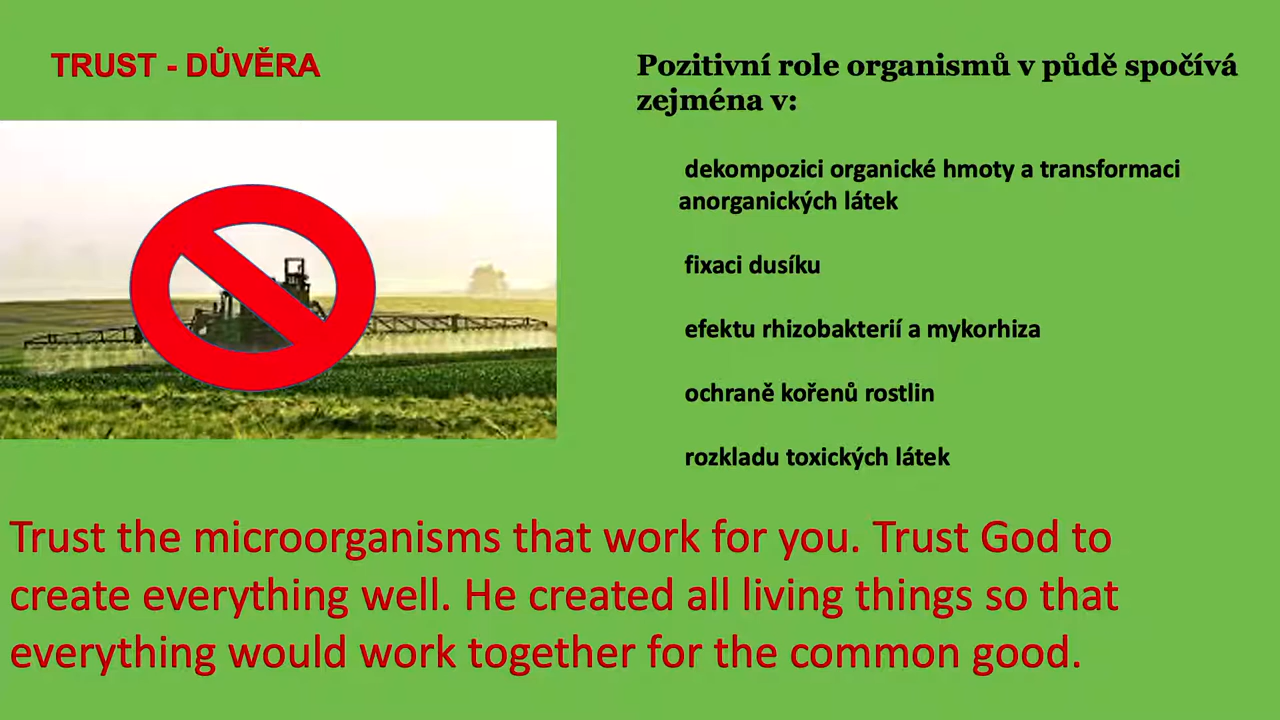 TRUST - DŮVĚRA
Pozitivní role organismů v půdě spočívá
zejména v:
dekompozici organické hmoty a transformaci
anorganických látek
fixaci dusíku
efektu rhizobakterií a mykorhiza
ochraně kořenů rostlin
rozkladu toxických látek
Trust the microorganisms that work for you. Trust God to
create everything well. He created all living things so that
everything would work together for the common good.